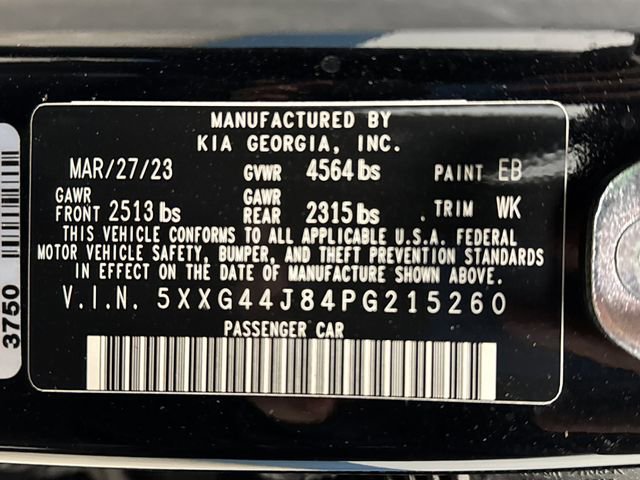 MANUFACTURED BY
KIA GEORGIA, INC.
MAR/27/23 GVWR 4564 lbs PAINT EB
GAWR FRONT 2513 lbs GAWR REAR 2315 lbs . TRIM WK
THIS VEHICLE CONFORMS TO ALL APPLICABLE U.S.A. FEDERAL
MOTOR VEHICLE SAFETY, BUMPER, AND THEFT PREVENTION STANDARDS
IN EFFECT ON THE DATE OF MANUFACTURE SHOWN ABOVE.
V.I.N. 5XXG44J84PG215260
PASSENGER CAR
3750